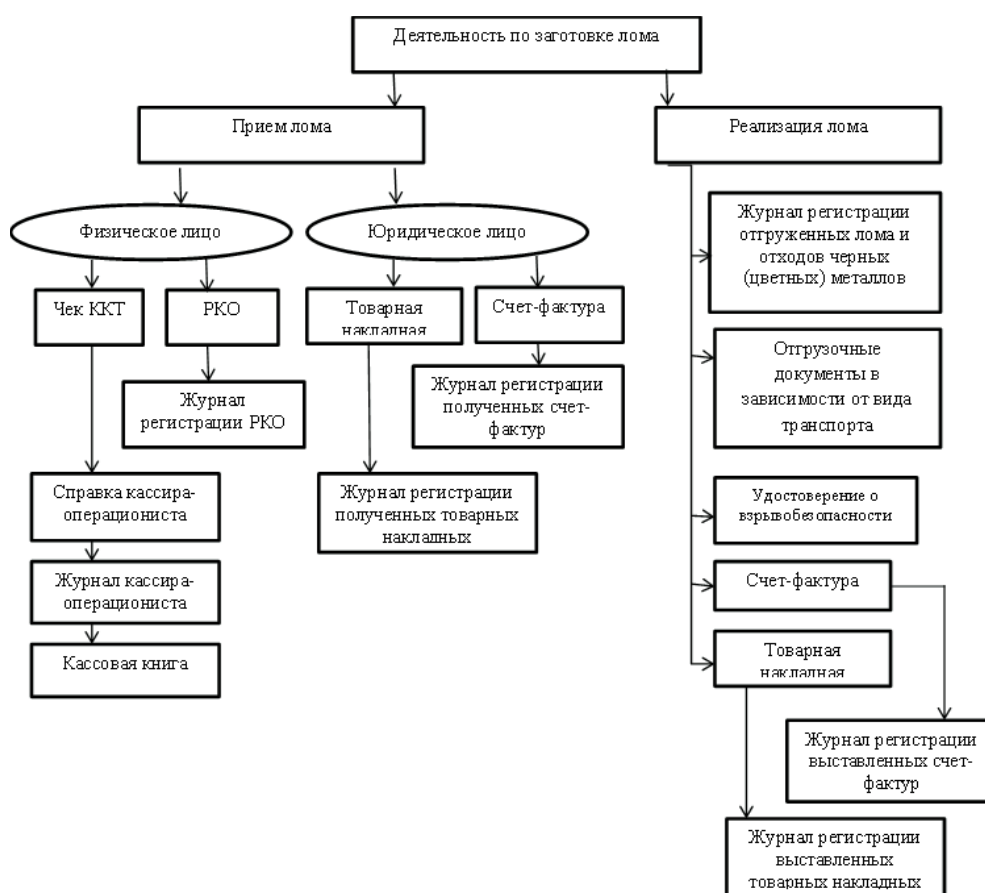 Деятельность по заготовке лома
Прием лома
Реализация лома
Физическое лицо
Юридическое лицо
Чек ККТ
РКО
Товарная
накладная
Счет-фактура
Журнал
регистрации РКО
Журнал регистрации
полученных счет-
фактур
Справка кассира-
операциониста
Журнал регистрации
полученных товарных
накладных
Журнал кассира-
операциониста
Кассовая книга
Журнал регистрации
отгруженных лома и
отходов черных
(цветных) металлов
Отгрузочные
документы в
зависимости от вида
транспорта
Удостоверение о
взрывобезопасности
Счет-фактура
Товарная
накладная
Журнал регистрации
выставленных счет-
фактур
Журнал регистрации
выставленных
товарных накладных